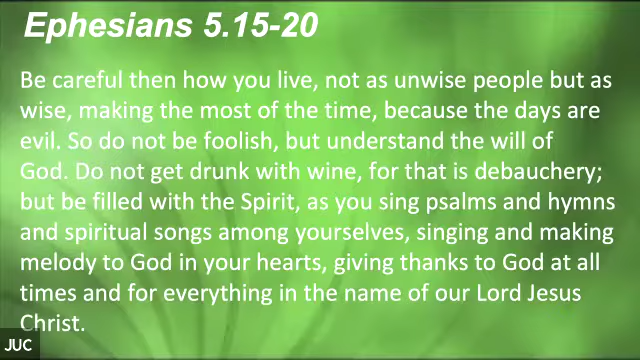 Ephesians 5.15-20
Be careful then how you live, not as unwise people but as
wise, making the most of the time, because the days are
evil. So do not be foolish, but understand the will of
God. Do not get drunk with wine, for that is debauchery;
but be filled with the Spirit, as you sing psalms and hymns
and spiritual songs among yourselves, singing and making
melody to God in your hearts, giving thanks to God at all
times and for everything in the name of our Lord Jesus
Christ.
JUC